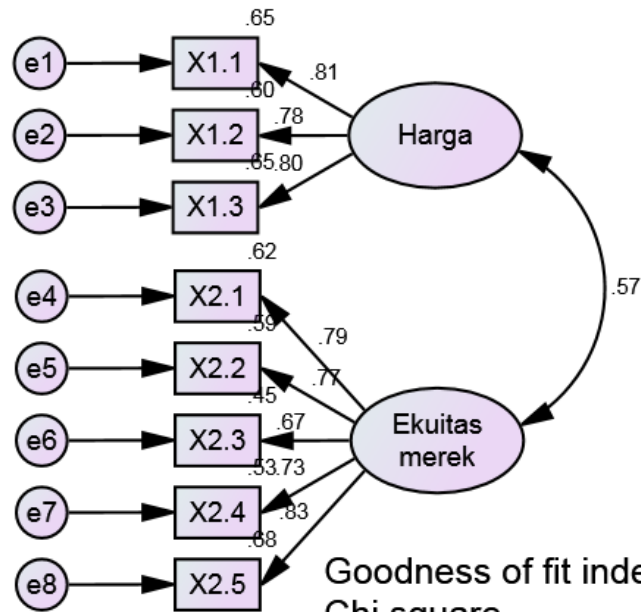 .65
e1 X1.1 .81
.60
e2 X1.2 .78 Harga
.65 .80
e3 X1.3
.62
e4 X2.1 .57
.59 .79
e5 X2.2 .77
.45
e6 X2.3 .67 Ekuitas
merek
.53 .73
e7 X2.4 .83
.68
e8 X2.5
Goodness of fit inde